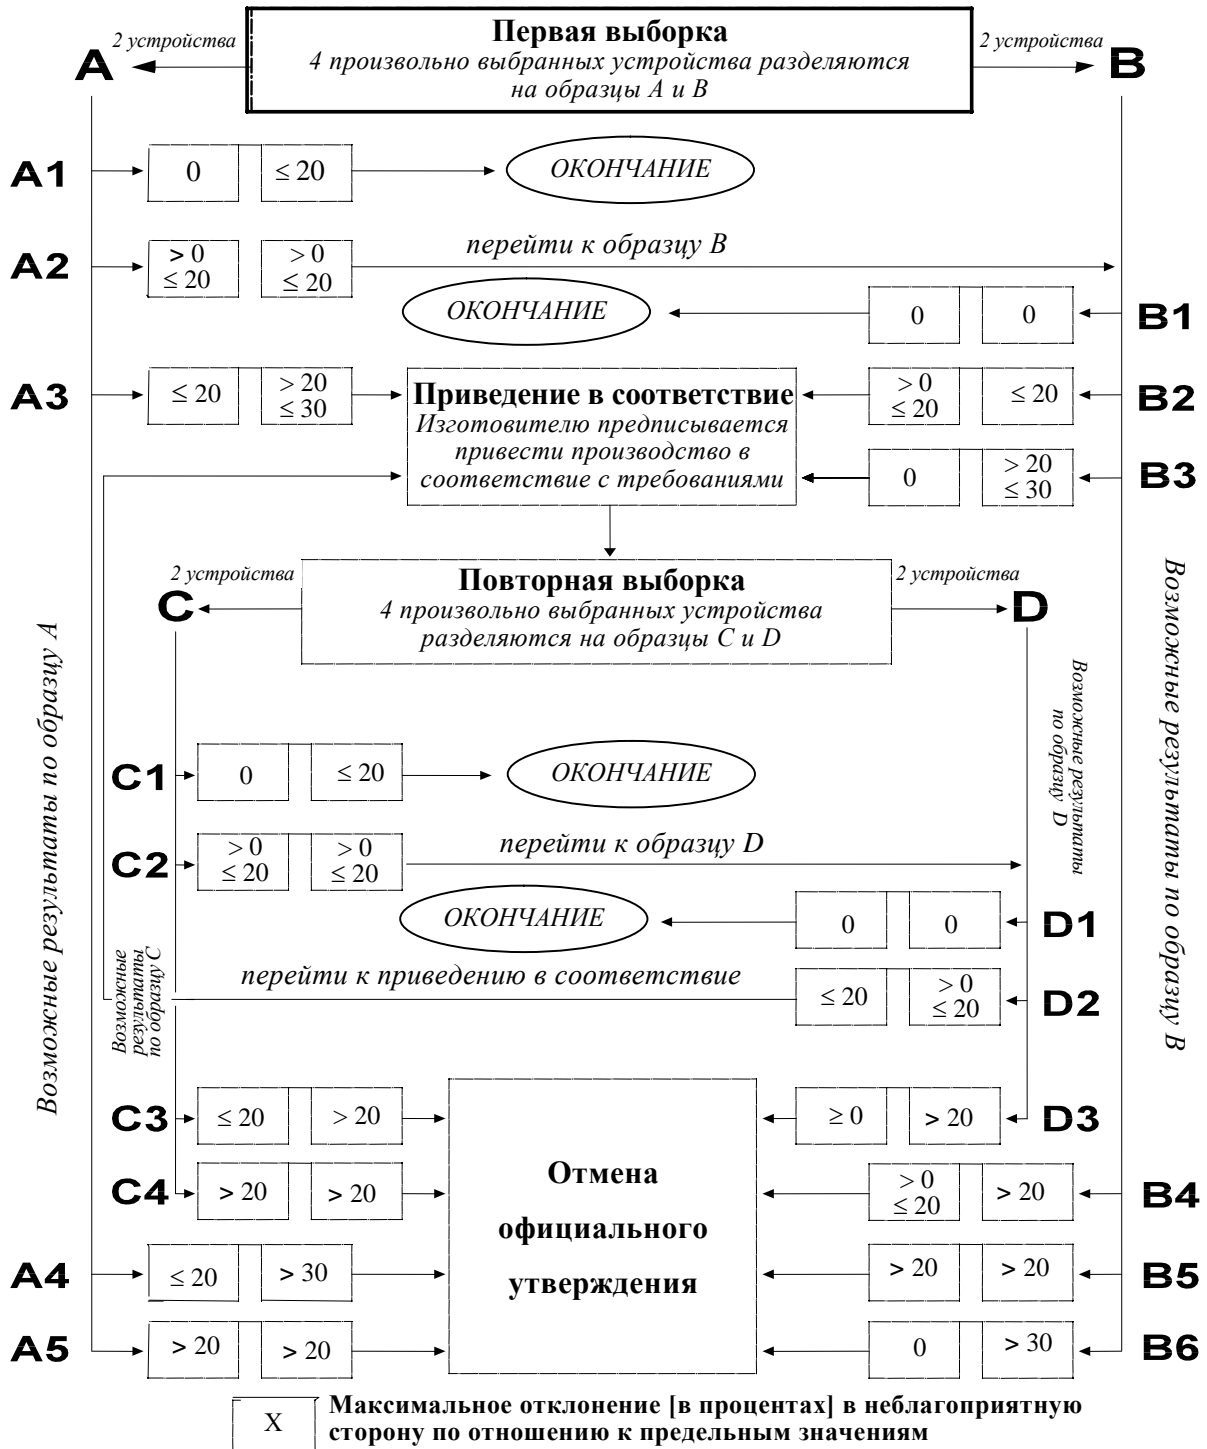 Первая выборка
4 произвольно выбранных устройства разделяются
на образцы A и B
2 устройства
2 устройства
A
B
A1
0
≤ 20
ОКОНЧАНИЕ
A2
> 0
≤ 20
> 0
≤ 20
перейти к образцу B
ОКОНЧАНИЕ
0
0
B1
A3
≤ 20
> 20
≤ 30
Приведение в соответствие
Изготовителю предписывается
привести производство в
соответствие с требованиями
> 0
≤ 20
≤ 20
B2
0
> 20
≤ 30
B3
2 устройства
Повторная выборка
4 произвольно выбранных устройства
разделяются на образцы C и D
2 устройства
C
D
Возможные результаты по образцу A
Возможные результаты
по образцу D
Возможные результаты по образцу B
C1
0
≤ 20
ОКОНЧАНИЕ
C2
> 0
≤ 20
> 0
≤ 20
перейти к образцу D
ОКОНЧАНИЕ
0
0
D1
Возможные
результаты
по образцу C
перейти к приведению в соответствие
≤ 20
> 0
≤ 20
D2
C3
≤ 20
> 20
≥ 0
> 20
D3
Отмена
официального
утверждения
C4
> 20
> 20
> 0
≤ 20
> 20
B4
A4
≤ 20
> 30
> 20
> 20
B5
A5
> 20
> 20
0
> 30
B6
X
Максимальное отклонение [в процентах] в неблагоприятную
сторону по отношению к предельным значениям